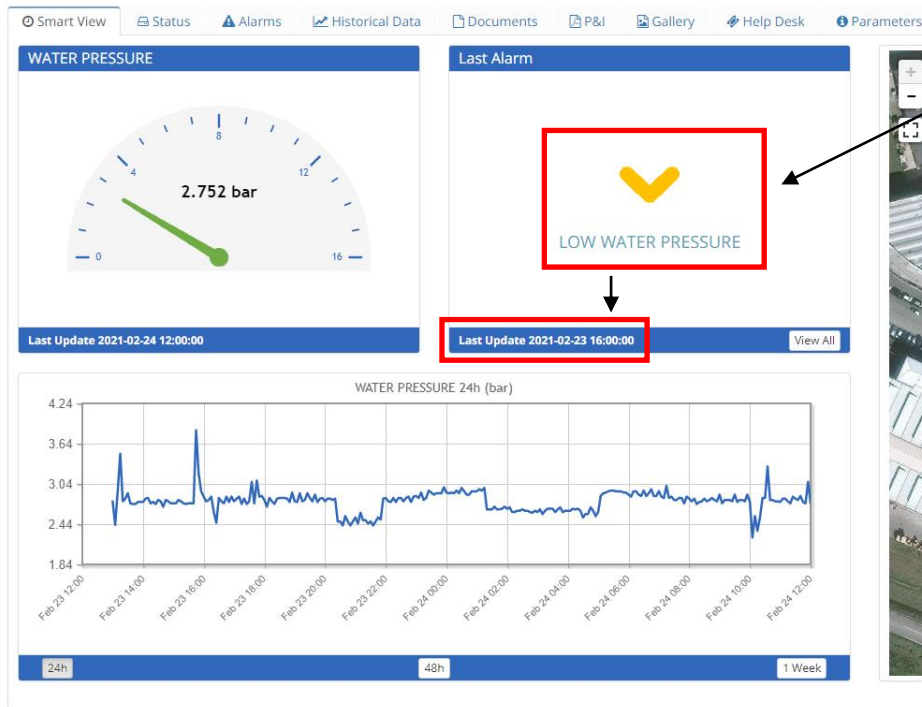 Smart View Status Alarms Historical Data Documents P&I Gallery Help Desk Parameters
WATER PRESSURE
0
4
8
12
16
2.752 bar
Last Update 2021-02-24 12:00:00
Last Alarm
LOW WATER PRESSURE
Last Update 2021-02-23 16:00:00 View All
+
−
WATER PRESSURE 24h (bar)
4.24
3.64
3.04
2.44
1.84
Feb 23 12:00
Feb 23 14:00
Feb 23 16:00
Feb 23 18:00
Feb 23 20:00
Feb 23 22:00
Feb 24 00:00
Feb 24 02:00
Feb 24 04:00
Feb 24 06:00
Feb 24 08:00
Feb 24 10:00
Feb 24 12:00
24h 48h 1 Week